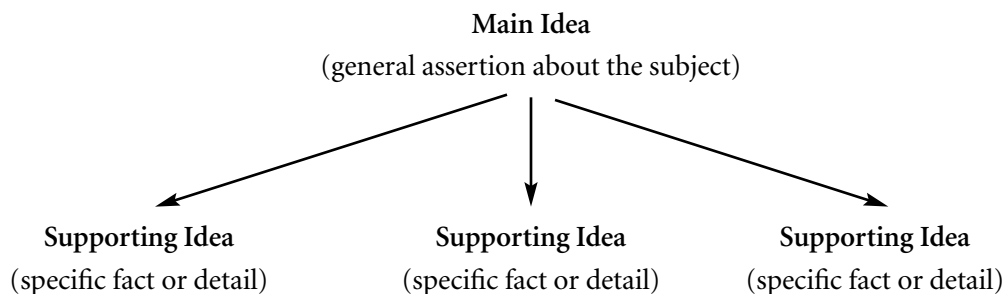 Main Idea
(general assertion about the subject)
Supporting Idea
(specific fact or detail)
Supporting Idea
(specific fact or detail)
Supporting Idea
(specific fact or detail)